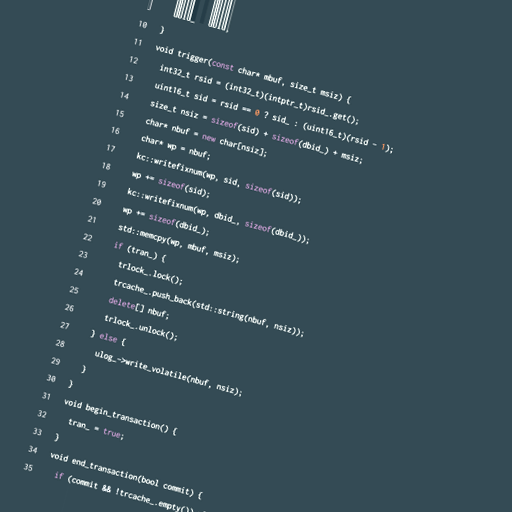 }
10 }
11 void trigger(const char* mbuf, size_t msiz) {
12 int32_t rsid = (int32_t)(intptr_t)rsid_.get();
13 uint16_t sid = rsid == 0 ? sid_ : (uint16_t)(rsid - 1);
14 size_t nsiz = sizeof(sid) + sizeof(dbid_) + msiz;
15 char* nbuf = new char[nsiz];
16 char* wp = nbuf;
17 kc::writefixnum(wp, sid, sizeof(sid));
18 wp += sizeof(sid);
19 kc::writefixnum(wp, dbid_, sizeof(dbid_));
20 wp += sizeof(dbid_);
21 std::memcpy(wp, mbuf, msiz);
22 if (tran_) {
23 trlock_.lock();
24 trcache_.push_back(std::string(nbuf, nsiz));
25 delete[] nbuf;
26 trlock_.unlock();
27 } else {
28 ulog_->write_volatile(nbuf, nsiz);
29 }
30 }
31 void begin_transaction() {
32 tran_ = true;
33 }
34 void end_transaction(bool commit) {
35 if (commit && !trcache_.empty()) {